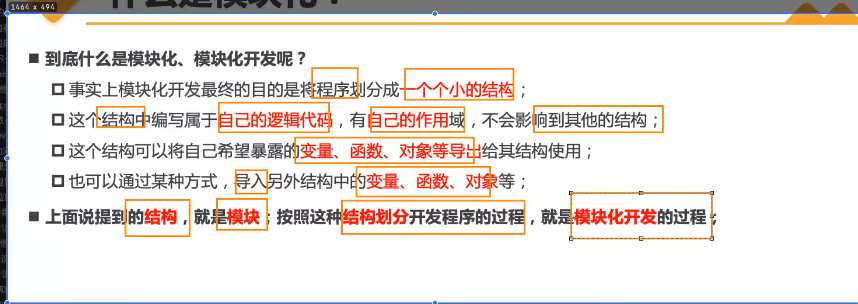 1464 x 494
什么是模块化？
■ 到底什么是模块化、模块化开发呢？
事实上模块化开发最终的目的是将程序划分成一个个小的结构；
这个结构中编写属于自己的逻辑代码，有自己的作用域，不会影响到其他的结构；
这个结构可以将自己希望暴露的变量、函数、对象等导出给其结构使用；
也可以通过某种方式，导入另外结构中的变量、函数、对象等；
■ 上面说提到的结构，就是模块；按照这种结构划分开发程序的过程，就是模块化开发的过程；